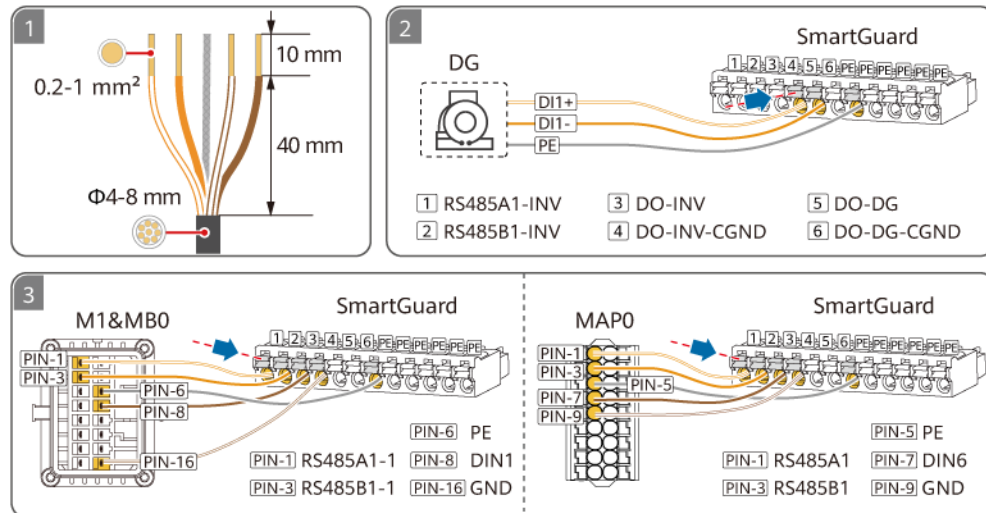 1
10 mm
0.2-1 mm²
40 mm
Φ4-8 mm
2
SmartGuard
DG
1 2 3 4 5 6 PE PE PE PE PE
DI1+
DI1-
PE
1 RS485A1-INV
3 DO-INV
5 DO-DG
2 RS485B1-INV
4 DO-INV-CGND
6 DO-DG-CGND
3
SmartGuard
M1&MB0
1 2 3 4 5 6 PE PE PE PE PE
PIN-1
PIN-3
PIN-6
PIN-8
PIN-16
PIN-6 PE
PIN-1 RS485A1-1
PIN-8 DIN1
PIN-3 RS485B1-1
PIN-16 GND
SmartGuard
MAP0
1 2 3 4 5 6 PE PE PE PE PE
PIN-1
PIN-3
PIN-5
PIN-7
PIN-9
PIN-5 PE
PIN-1 RS485A1
PIN-7 DIN6
PIN-3 RS485B1
PIN-9 GND